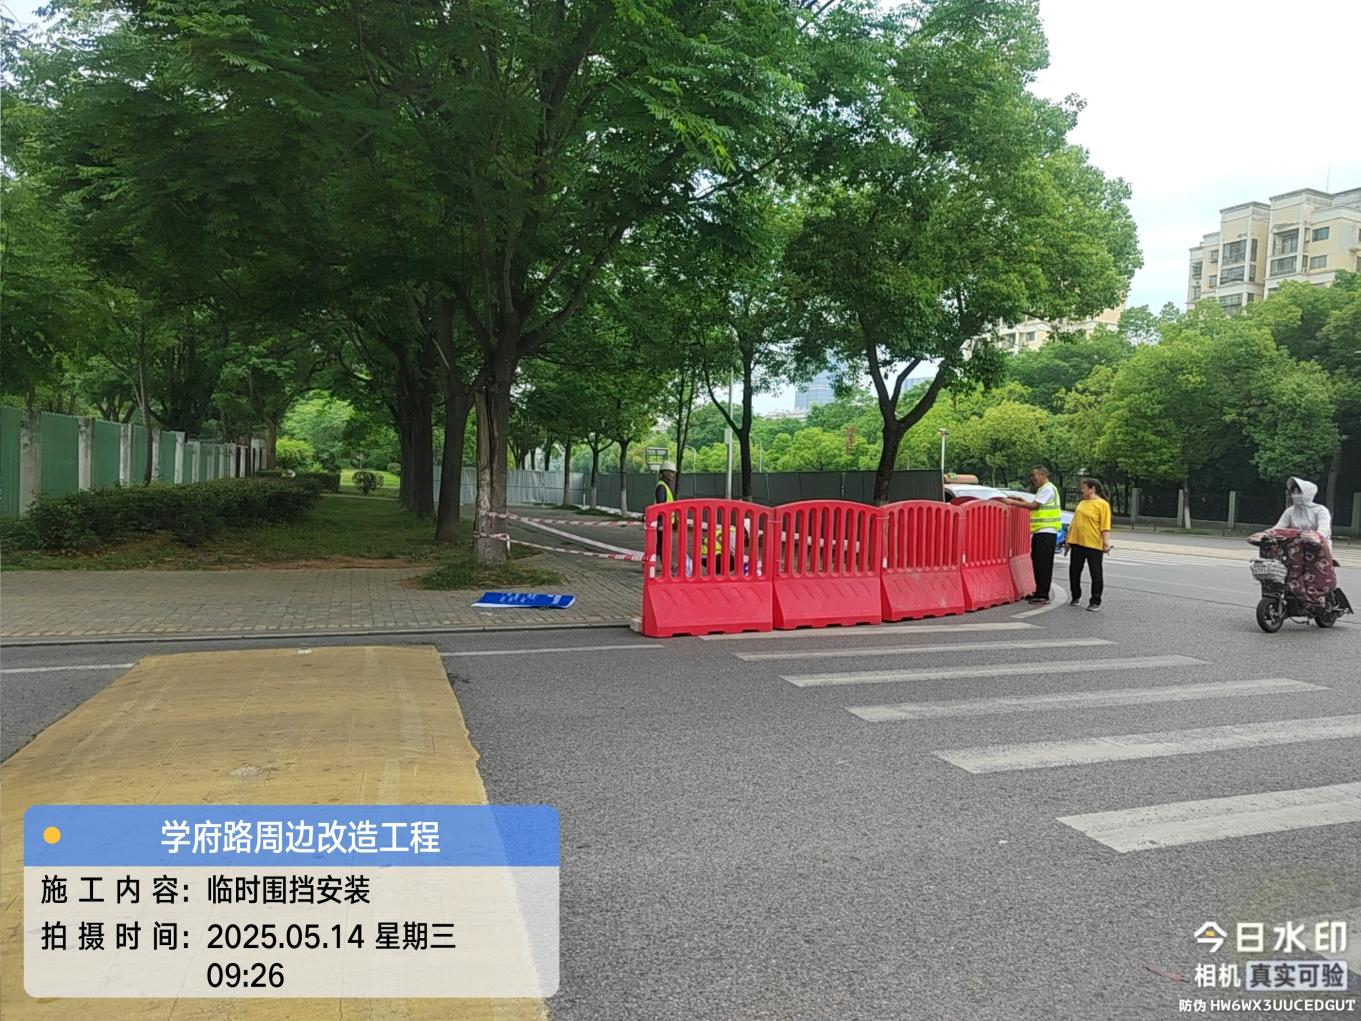 学府路周边改造工程
施工内容：临时围挡安装
拍摄时间：2025.05.14 星期三
09:26
今日水印
相机 真实可验
防伪 HW6WX3UUCEDGUT